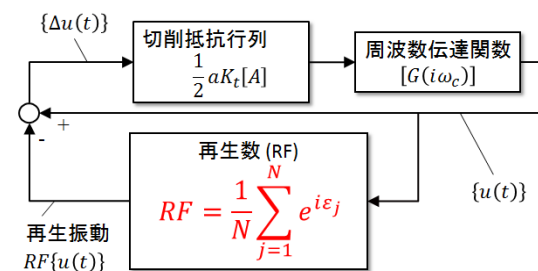 {Δu(t)}
切削抵抗行列
1/2 aK_t[A]
周波数伝達関数
[G(iω_c)]
+
-
再生数 (RF)
RF = 1/N ∑_{j=1}^{N} e^{iε_j}
{u(t)}
再生振動
RF{u(t)}